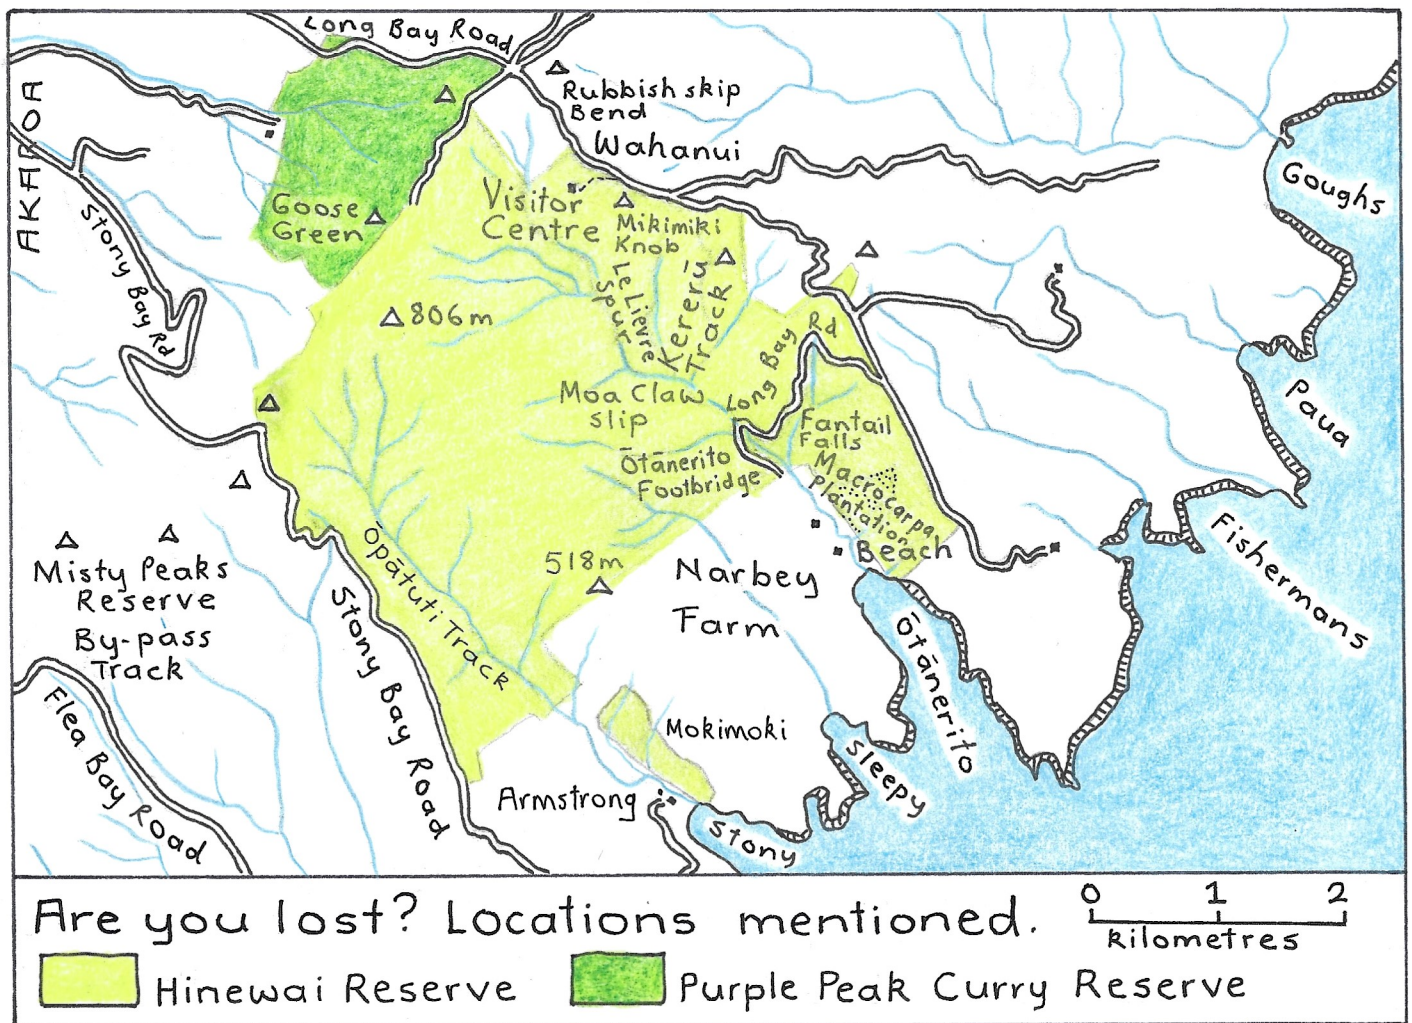 Long Bay Road
AKAROA
Rubbish skip
Bend
Wahanui
Goughs
Visitor
Centre
Goose
Green
Mikimiki
Knob
Stony Bay Rd
Le Lievre
Spur
Kererū
Track
806m
Long Bay Rd
Moa Claw
slip
Paua
Fantail
Falls
Ōtānerito
Footbridge
Macrocarpa
Plantation
Beach
Fishermans
Ōpātuti Track
518m
Misty Peaks
Reserve
By-pass
Track
Narbey
Farm
Ōtānerito
Stony Bay Road
Flea Bay Road
Mokimoki
Sleepy
Armstrong
Stony
Are you lost? Locations mentioned.
0 1 2
kilometres
Hinewai Reserve
Purple Peak Curry Reserve